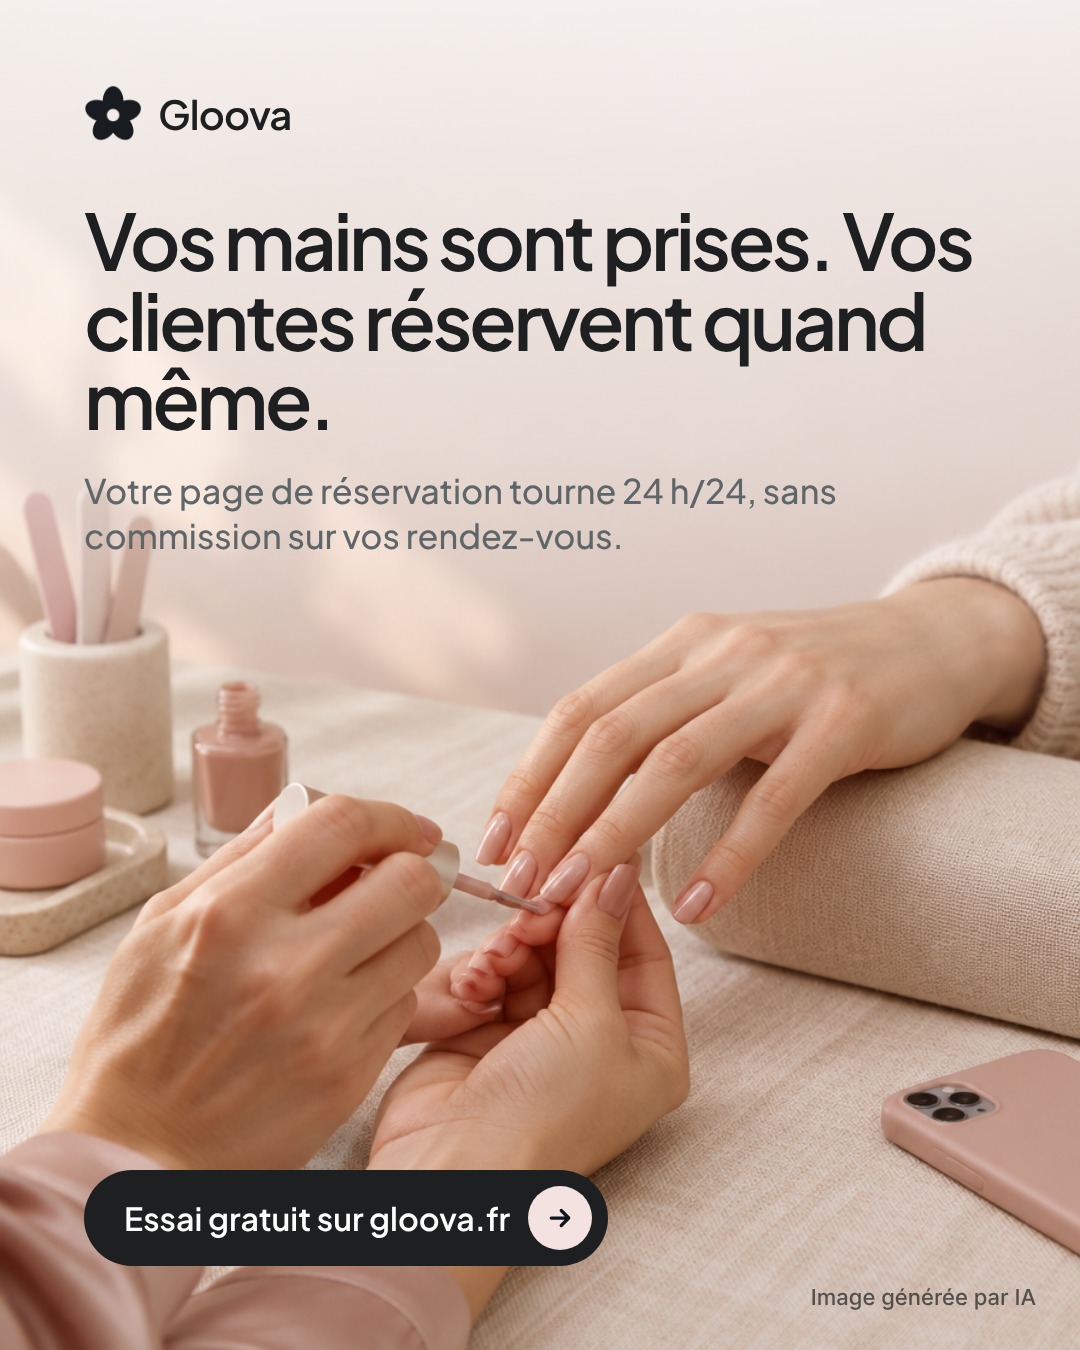 Gloova
Vos mains sont prises. Vos
clientes réservent quand
même.
Votre page de réservation tourne 24 h/24, sans
commission sur vos rendez-vous.
Essai gratuit sur gloova.fr
Image générée par IA